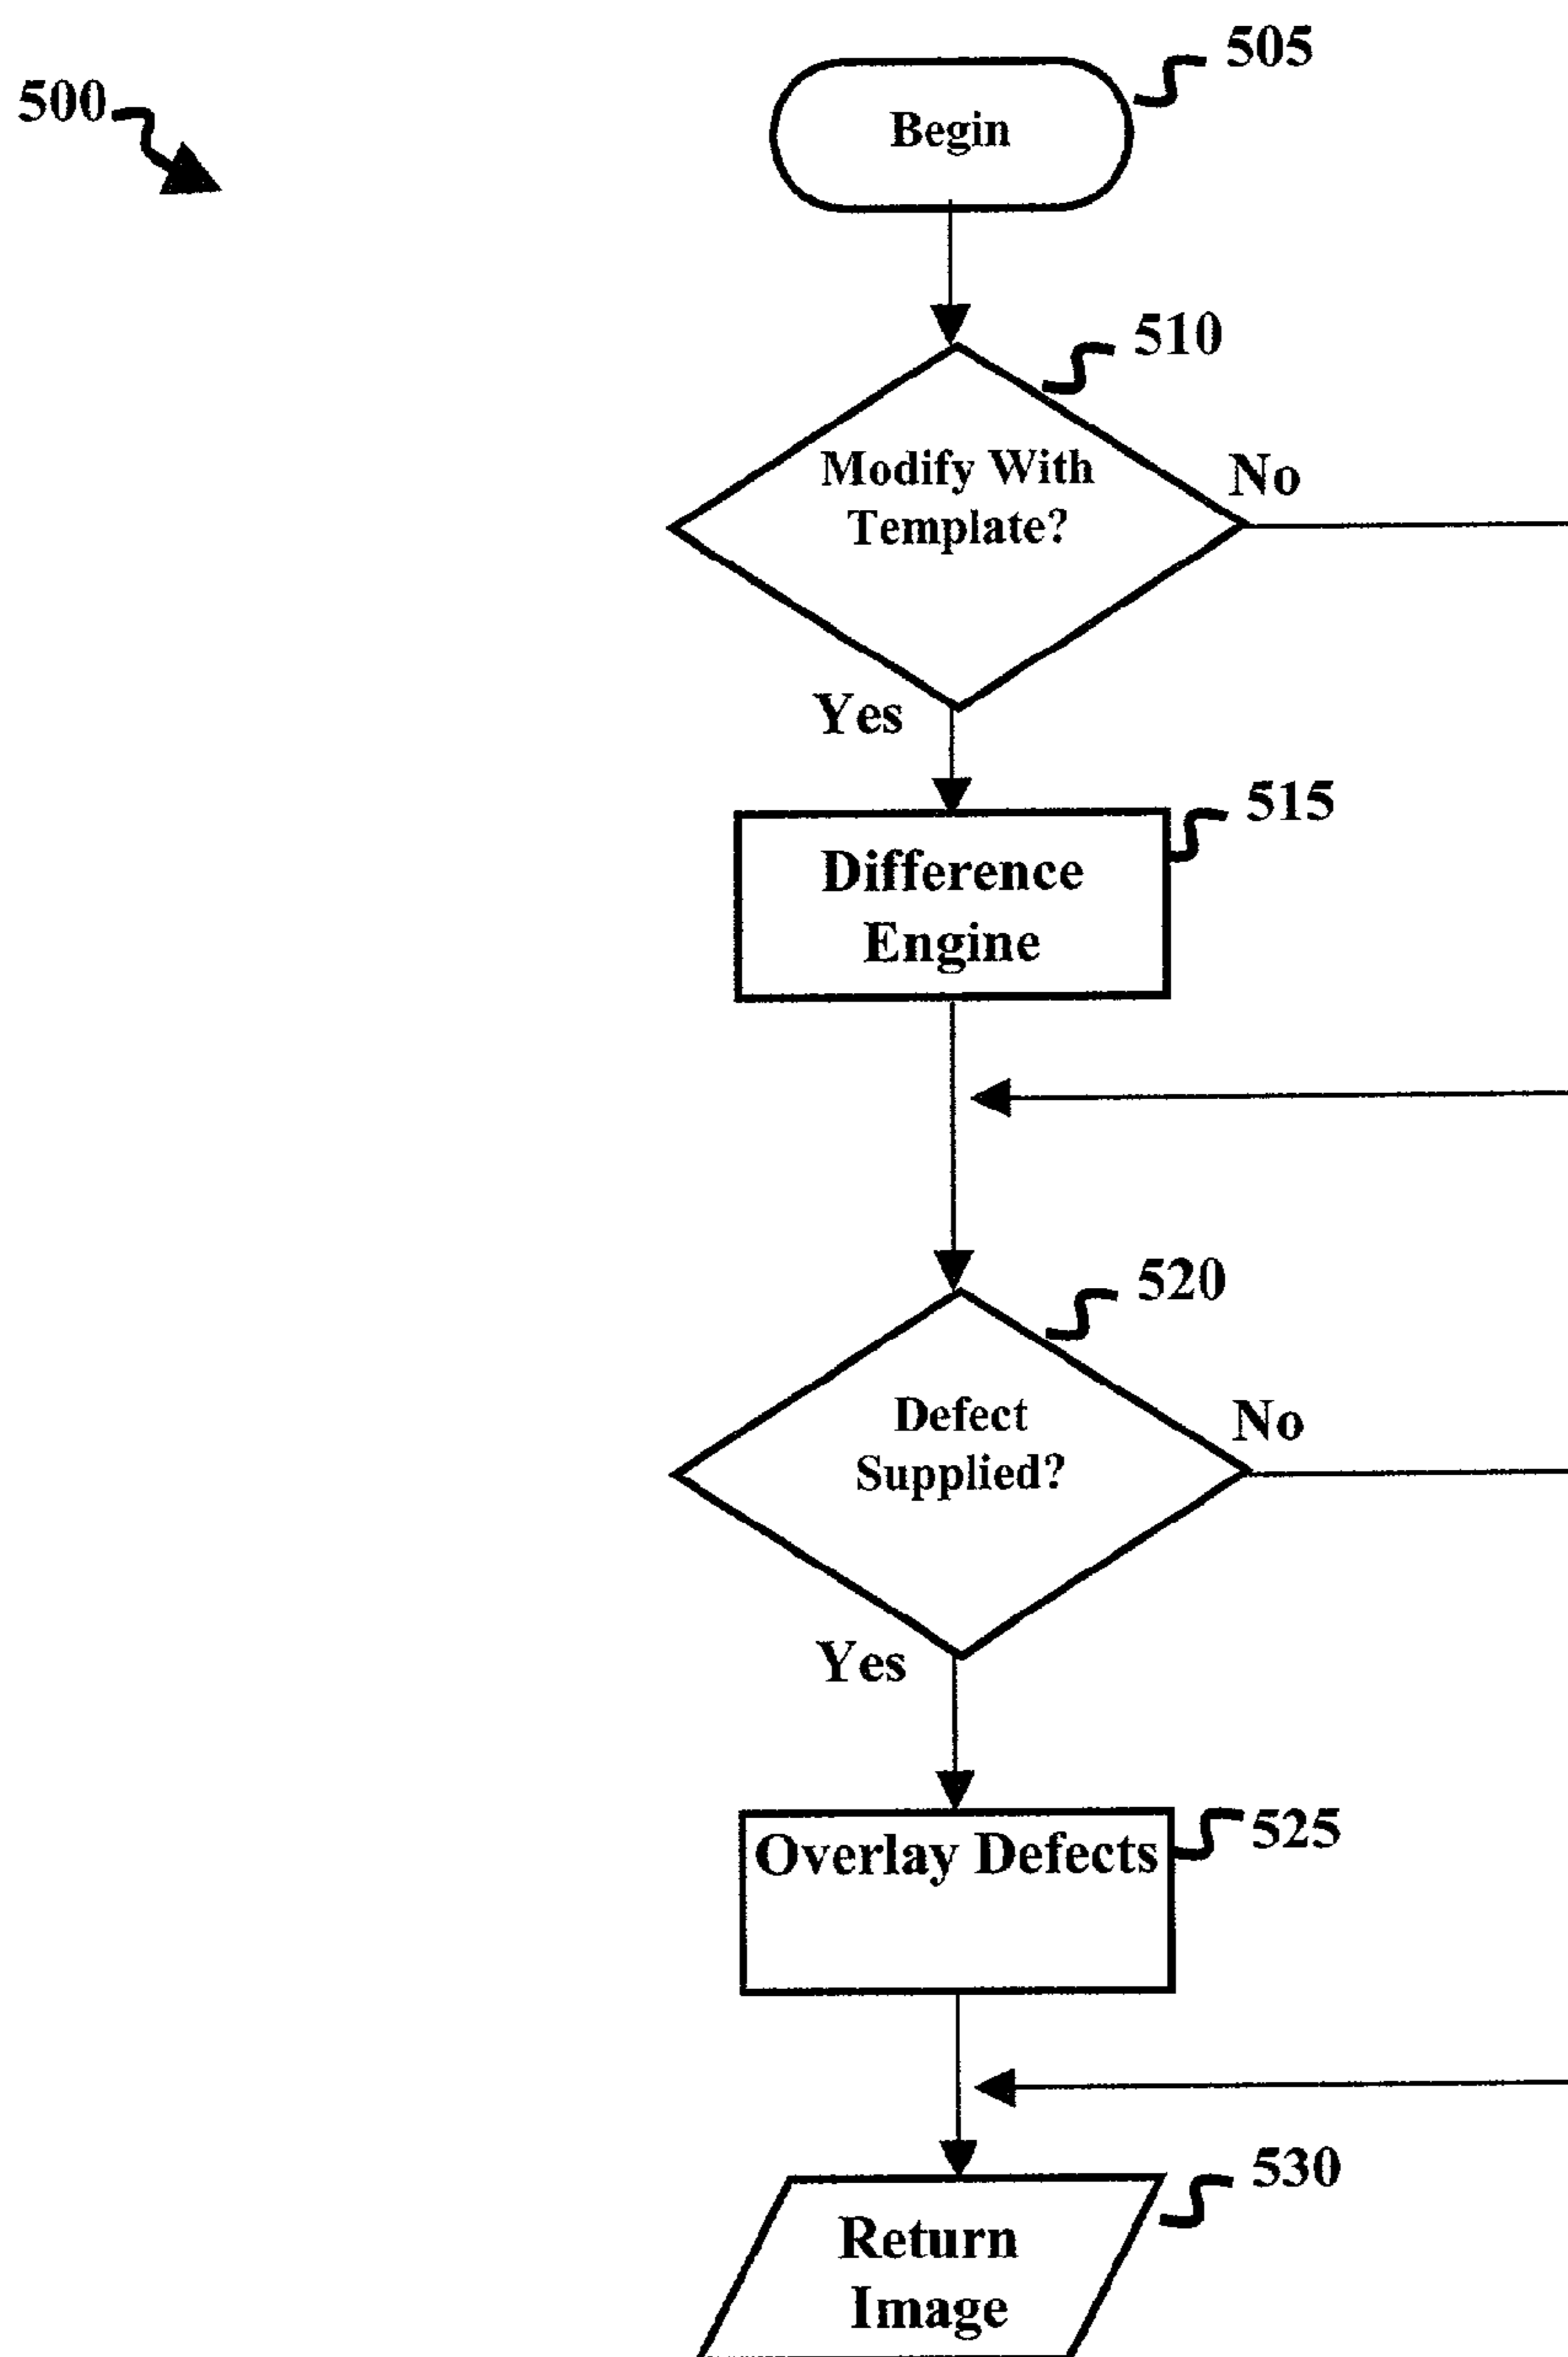 500
505
Begin
510
Modify With
Template?
No
Yes
515
Difference
Engine
520
Defect
Supplied?
No
Yes
Overlay Defects
525
530
Return
Image